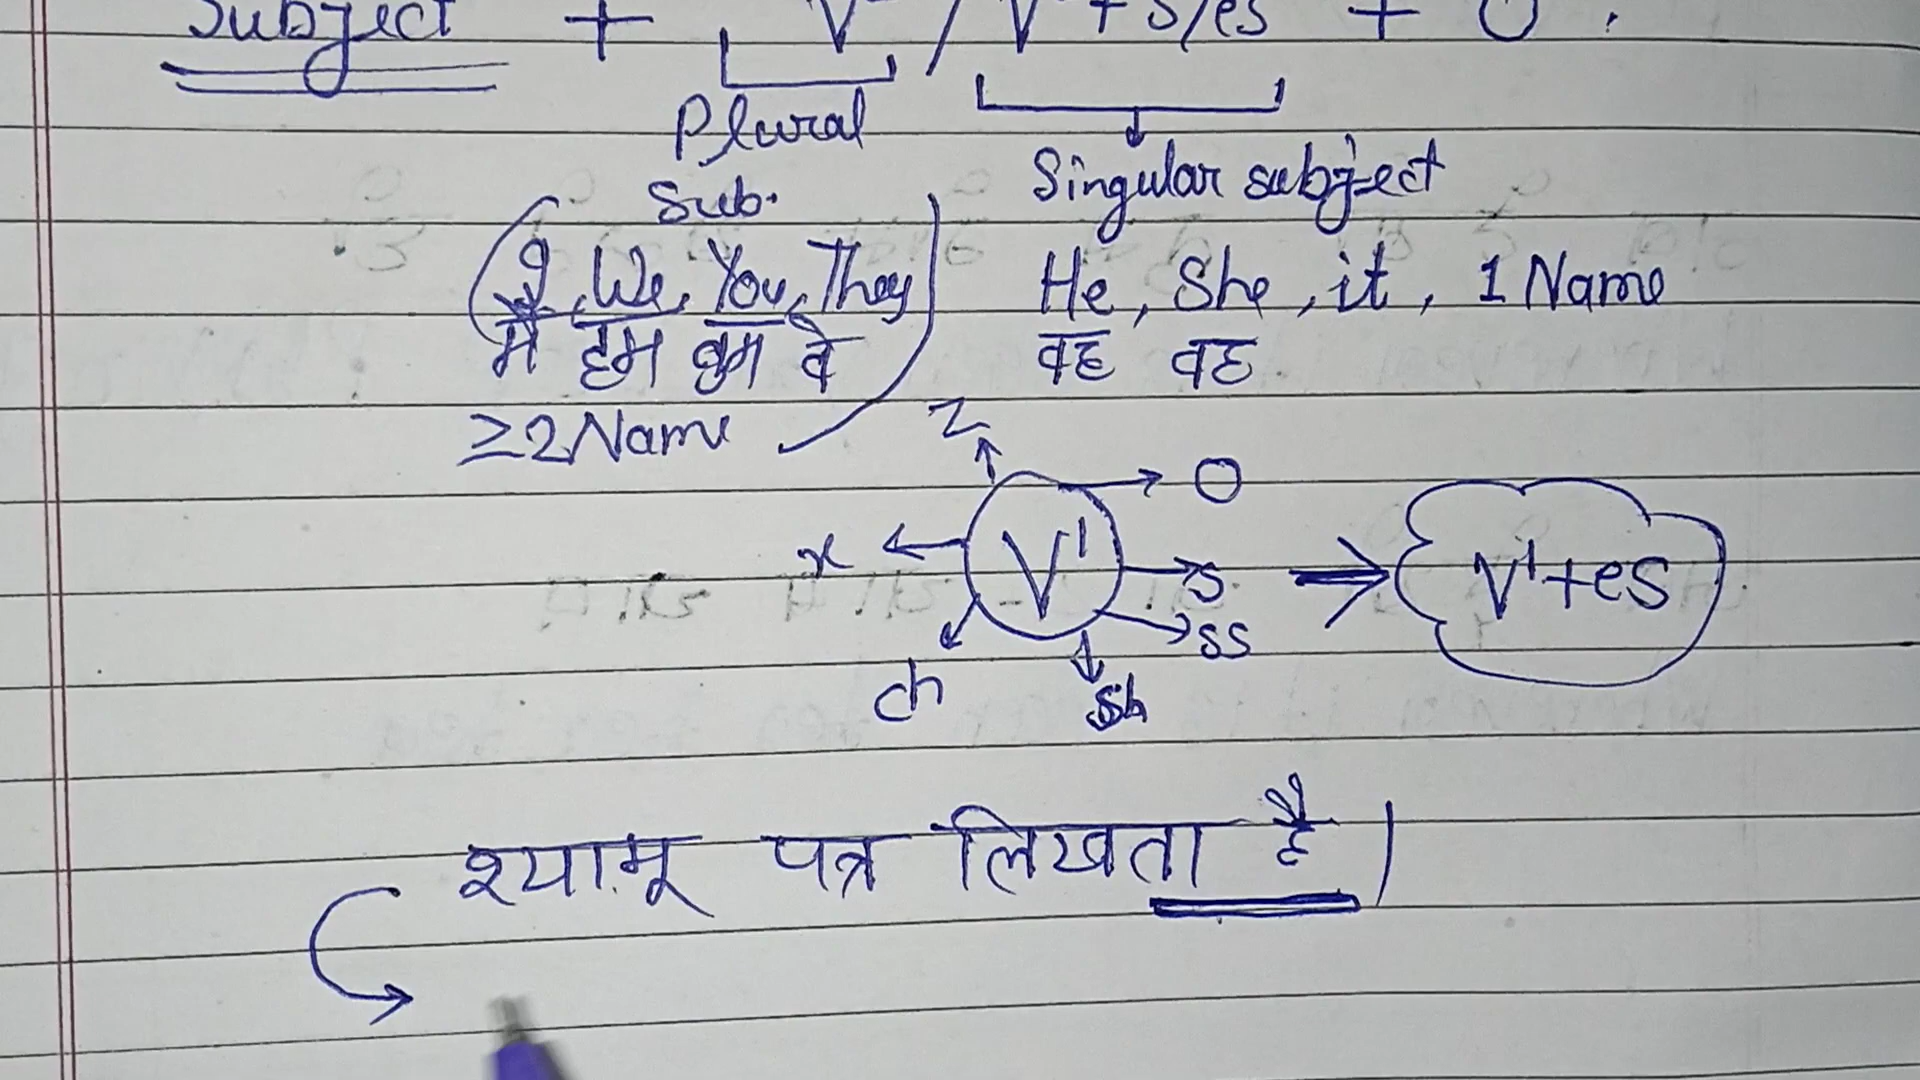 Subject + V / V + s/es + O.
Plural Singular subject
Sub.
I, We, You, They He, She, it, 1 Name
मैं हम तुम वे वह वह
≥2 Name
z
O
x V¹ s ⇒ V¹+es
ss
ch sh
श्यामू पत्र लिखता है।